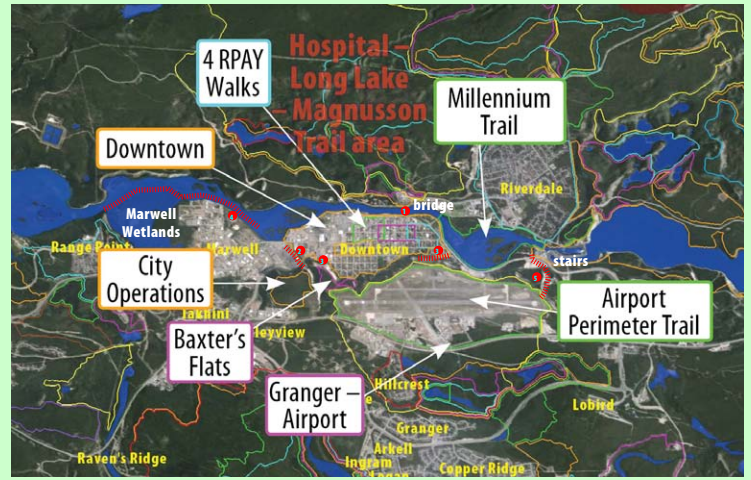 4 RPAY
Walks
Hospital –
Long Lake
– Magnusson
Trail area
Millennium
Trail
Downtown
Riverdale
bridge
Marwell
Wetlands
Range Point
Marwell
Downtown
stairs
City
Operations
Takhini
Airport
Perimeter Trail
Baxter's
Flats
Granger –
Airport
Hillcrest
Lobird
Granger
Arkell
Raven's Ridge
Ingram
Copper Ridge
Logan